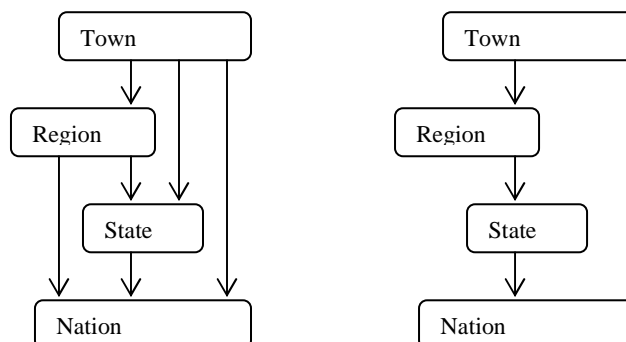 Town
Region
State
Nation
Town
Region
State
Nation